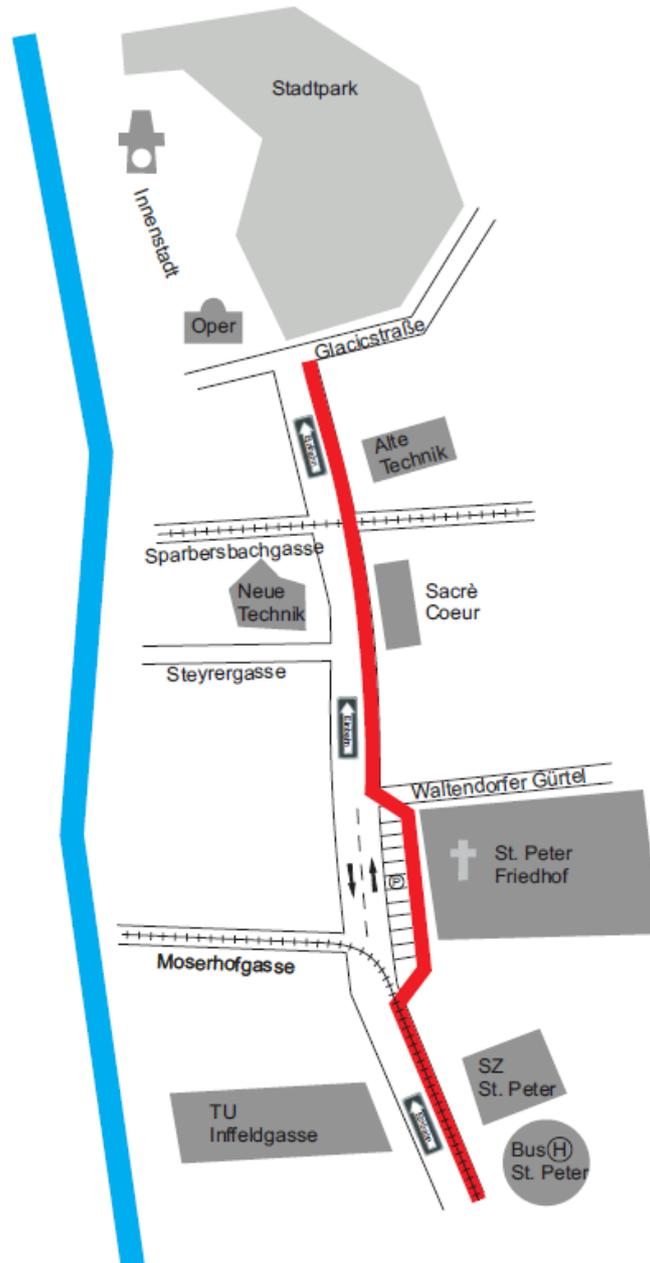 Stadtpark
Innenstadt
Oper
Glacicstraße
Alte
Technik
Sparbersbachgasse
Neue
Technik
Sacrè
Coeur
Steyrergasse
Waltendorfer Gürtel
St. Peter
Friedhof
P
Moserhofgasse
SZ
St. Peter
TU
Inffeldgasse
Bus H
St. Peter